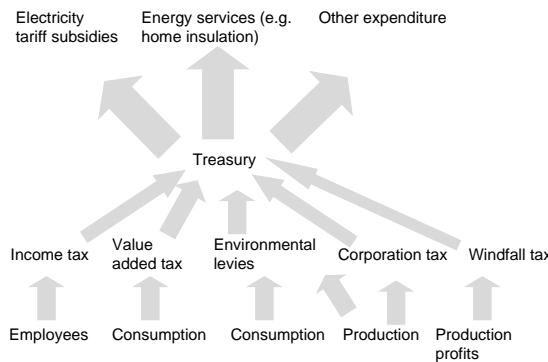 Electricity
tariff subsidies
Energy services (e.g.
home insulation)
Other expenditure
Treasury
Income tax
Value
added tax
Environmental
levies
Corporation tax
Windfall tax
Employees
Consumption
Consumption
Production
Production
profits